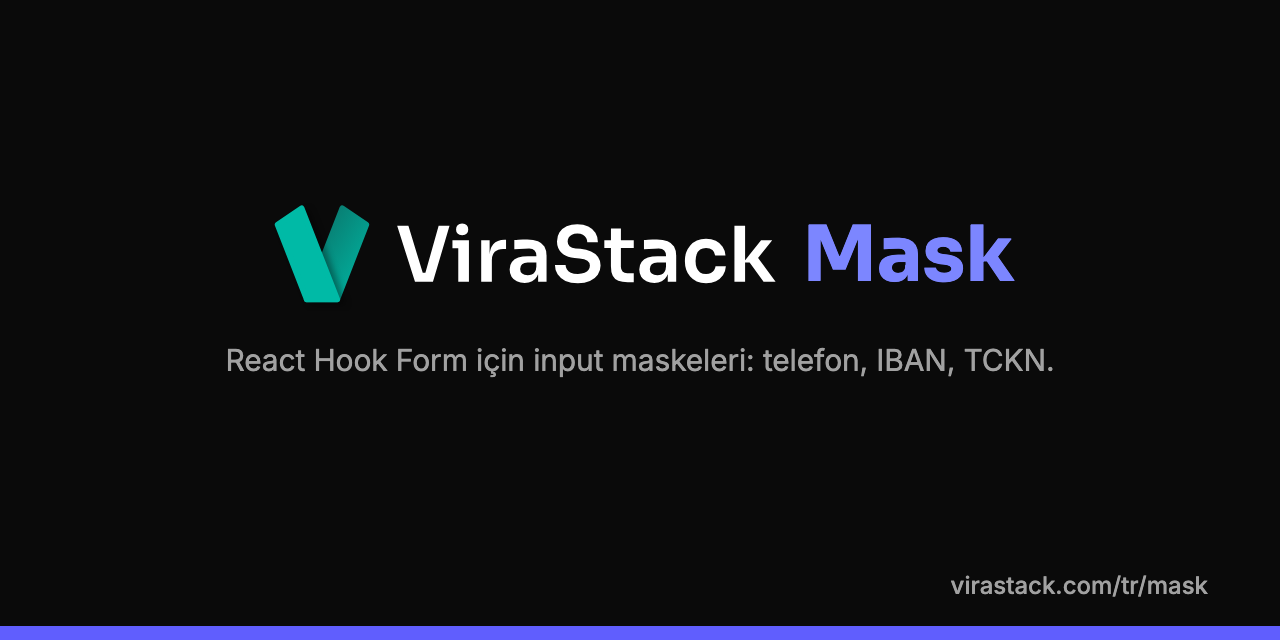 ViraStack Mask
React Hook Form için input maskeleri: telefon, IBAN, TCKN.
virastack.com/tr/mask